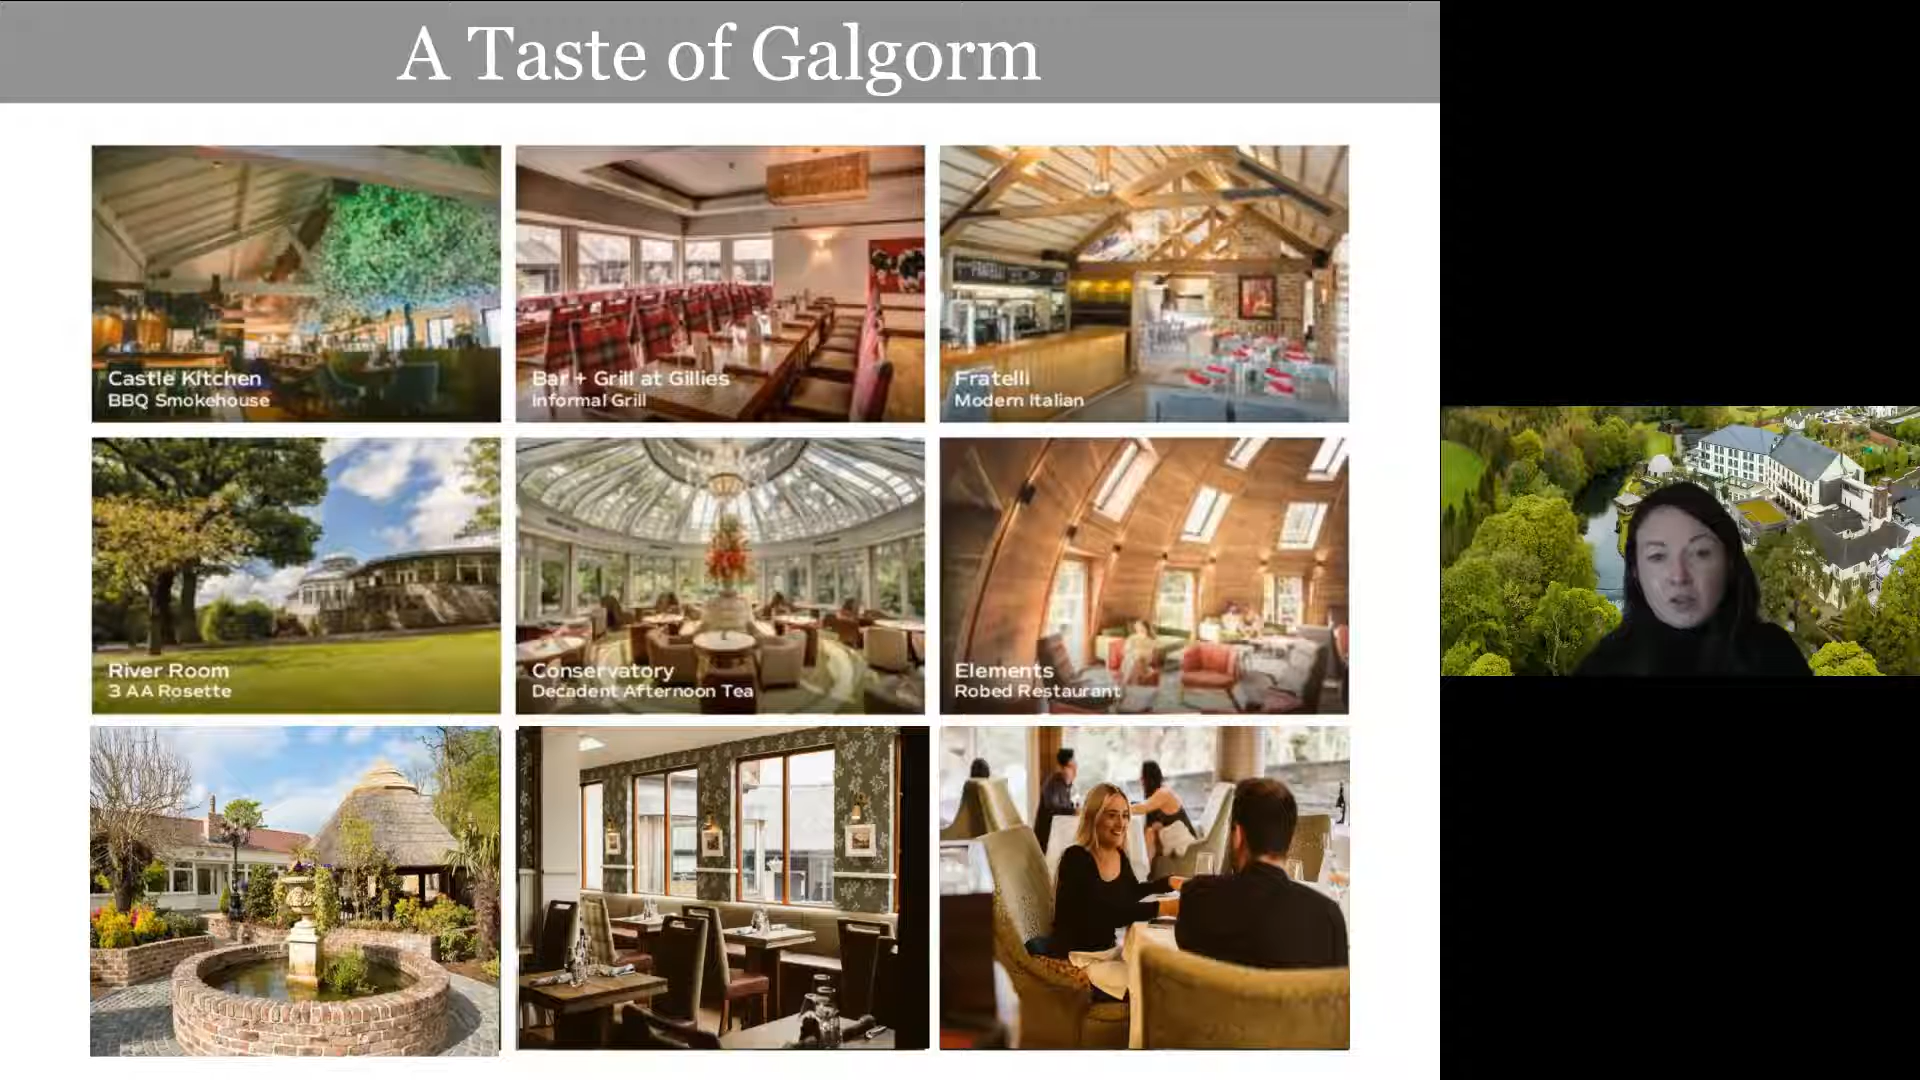 A Taste of Galgorm
Castle Kitchen
BBQ Smokehouse
Bar + Grill at Gillies
Informal Grill
FRATELLI
Fratelli
Modern Italian
River Room
3 AA Rosette
Conservatory
Decadent Afternoon Tea
Elements
Robed Restaurant